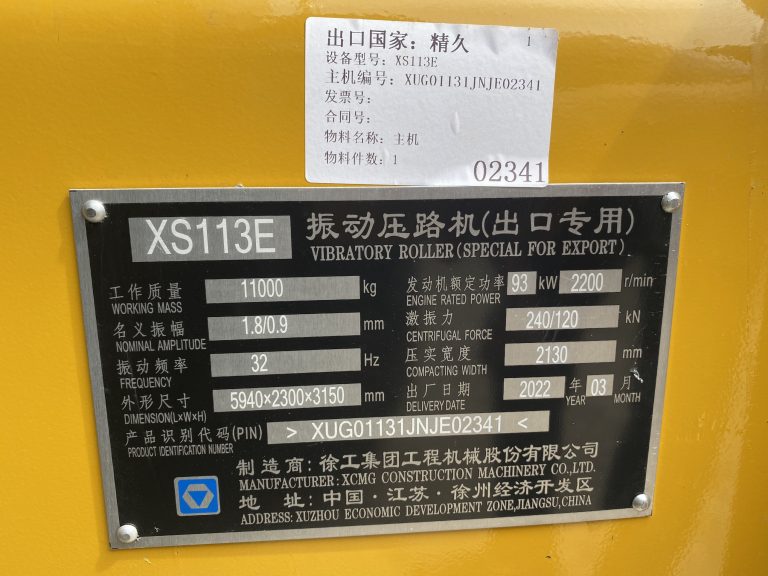 出口国家：精久 1
设备型号：XS113E
主机编号：XUG01131JNJE02341
发票号：
合同号：
物料名称：主机
物料件数：1
02341
XS113E 振动压路机(出口专用)
VIBRATORY ROLLER(SPECIAL FOR EXPORT)
工作质量 11000 kg
WORKING MASS
名义振幅 1.8/0.9 mm
NOMINAL AMPLITUDE
振动频率 32 Hz
FREQUENCY
外形尺寸 5940×2300×3150 mm
DIMENSION(L×W×H)
发动机额定功率 93 kW 2200 r/min
ENGINE RATED POWER
激振力 240/120 kN
CENTRIFUGAL FORCE
压实宽度 2130 mm
COMPACTING WIDTH
出厂日期 2022 年 03 月
DELIVERY DATE YEAR MONTH
产品识别代码(PIN) > XUG01131JNJE02341 <
PRODUCT IDENTIFICATION NUMBER
制造商：徐工集团工程机械股份有限公司
MANUFACTURER: XCMG CONSTRUCTION MACHINERY CO.,LTD.
地 址：中国·江苏·徐州经济开发区
ADDRESS: XUZHOU ECONOMIC DEVELOPMENT ZONE,JIANGSU,CHINA